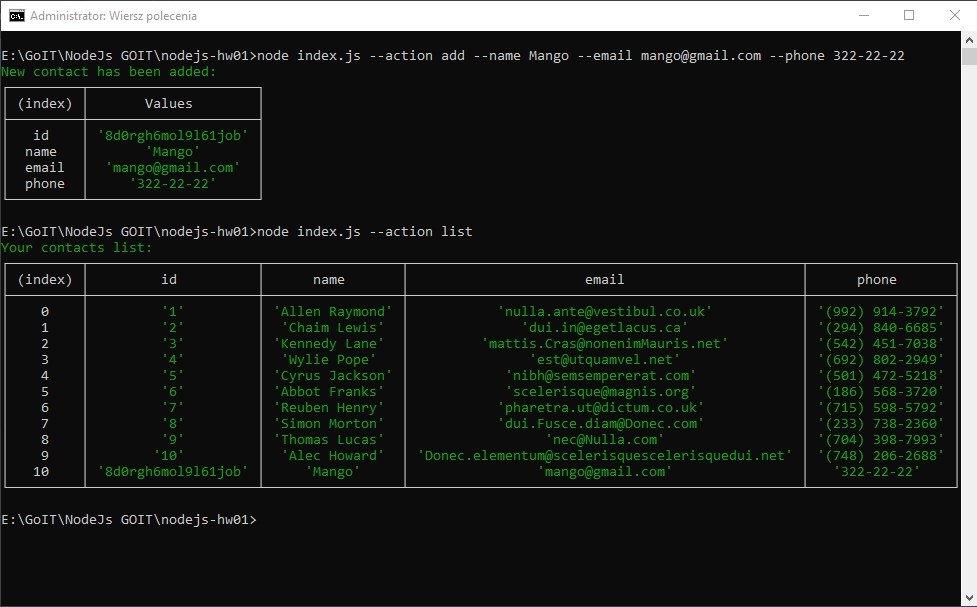 Administrator: Wiersz polecenia
E:\GoIT\NodeJs GOIT\nodejs-hw01>node index.js --action add --name Mango --email mango@gmail.com --phone 322-22-22
New contact has been added:
(index) Values
id '8d0rgh6mol9l61job'
name 'Mango'
email 'mango@gmail.com'
phone '322-22-22'
E:\GoIT\NodeJs GOIT\nodejs-hw01>node index.js --action list
Your contacts list:
(index) id name email phone
0 '1' 'Allen Raymond' 'nulla.ante@vestibul.co.uk' '(992) 914-3792'
1 '2' 'Chaim Lewis' 'dui.in@egetlacus.ca' '(294) 840-6685'
2 '3' 'Kennedy Lane' 'mattis.Cras@nonenimMauris.net' '(542) 451-7038'
3 '4' 'Wylie Pope' 'est@utquamvel.net' '(692) 802-2949'
4 '5' 'Cyrus Jackson' 'nibh@semsempererat.com' '(501) 472-5218'
5 '6' 'Abbot Franks' 'scelerisque@magnis.org' '(186) 568-3720'
6 '7' 'Reuben Henry' 'pharetra.ut@dictum.co.uk' '(715) 598-5792'
7 '8' 'Simon Morton' 'dui.Fusce.diam@Donec.com' '(233) 738-2360'
8 '9' 'Thomas Lucas' 'nec@Nulla.com' '(704) 398-7993'
9 '10' 'Alec Howard' 'Donec.elementum@scelerisquescelerisquedui.net' '(748) 206-2688'
10 '8d0rgh6mol9l61job' 'Mango' 'mango@gmail.com' '322-22-22'
E:\GoIT\NodeJs GOIT\nodejs-hw01>